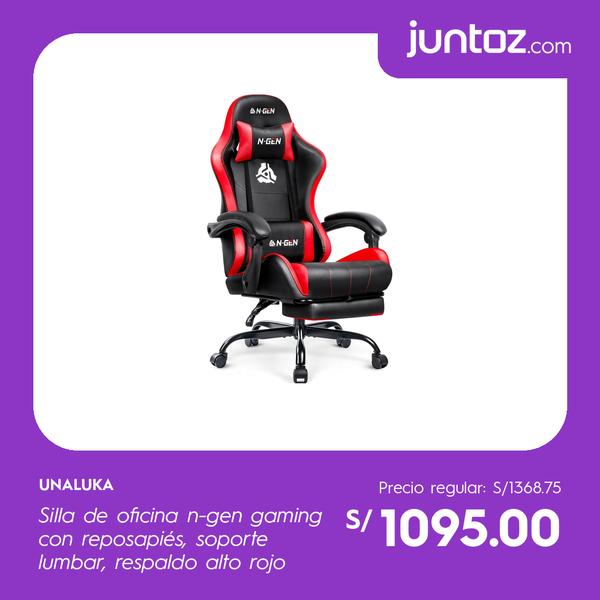 juntoz.com
N-GEN
N-GEN
N-GEN
UNALUKA
Silla de oficina n-gen gaming
con reposapiés, soporte
lumbar, respaldo alto rojo
Precio regular: S/1368.75
S/1095.00